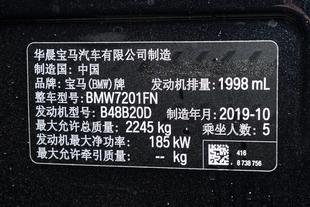 华晨宝马汽车有限公司制造
制造国: 中国
品牌: 宝马(BMW)牌 发动机排量: 1998 mL
整车型号: BMW7201FN
发动机型号: B48B20D 制造年月: 2019-10
最大允许总质量: 2245 kg 乘坐人数: 5
发动机最大净功率: 185 kW
最大允许牵引质量: -- kg
416
8 738 756